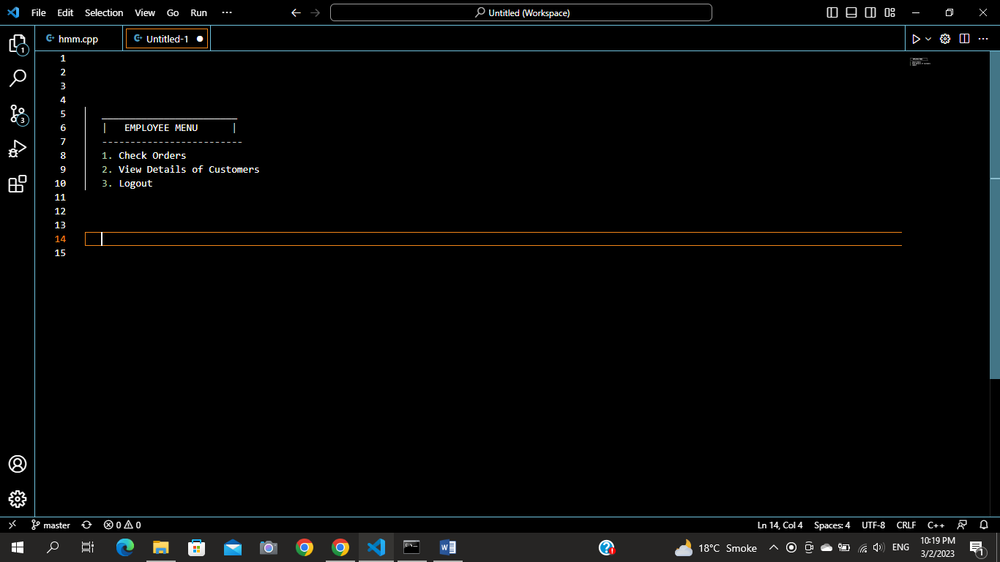 File Edit Selection View Go Run ··· Untitled (Workspace)
hmm.cpp Untitled-1
1
2
3
4
5 ________________________
6 |   EMPLOYEE MENU      |
7 -------------------------
8 1. Check Orders
9 2. View Details of Customers
10 3. Logout
11
12
13
14
15
1
3
master 0 0 Ln 14, Col 4 Spaces: 4 UTF-8 CRLF C++
18°C Smoke ENG 10:19 PM
3/2/2023
1